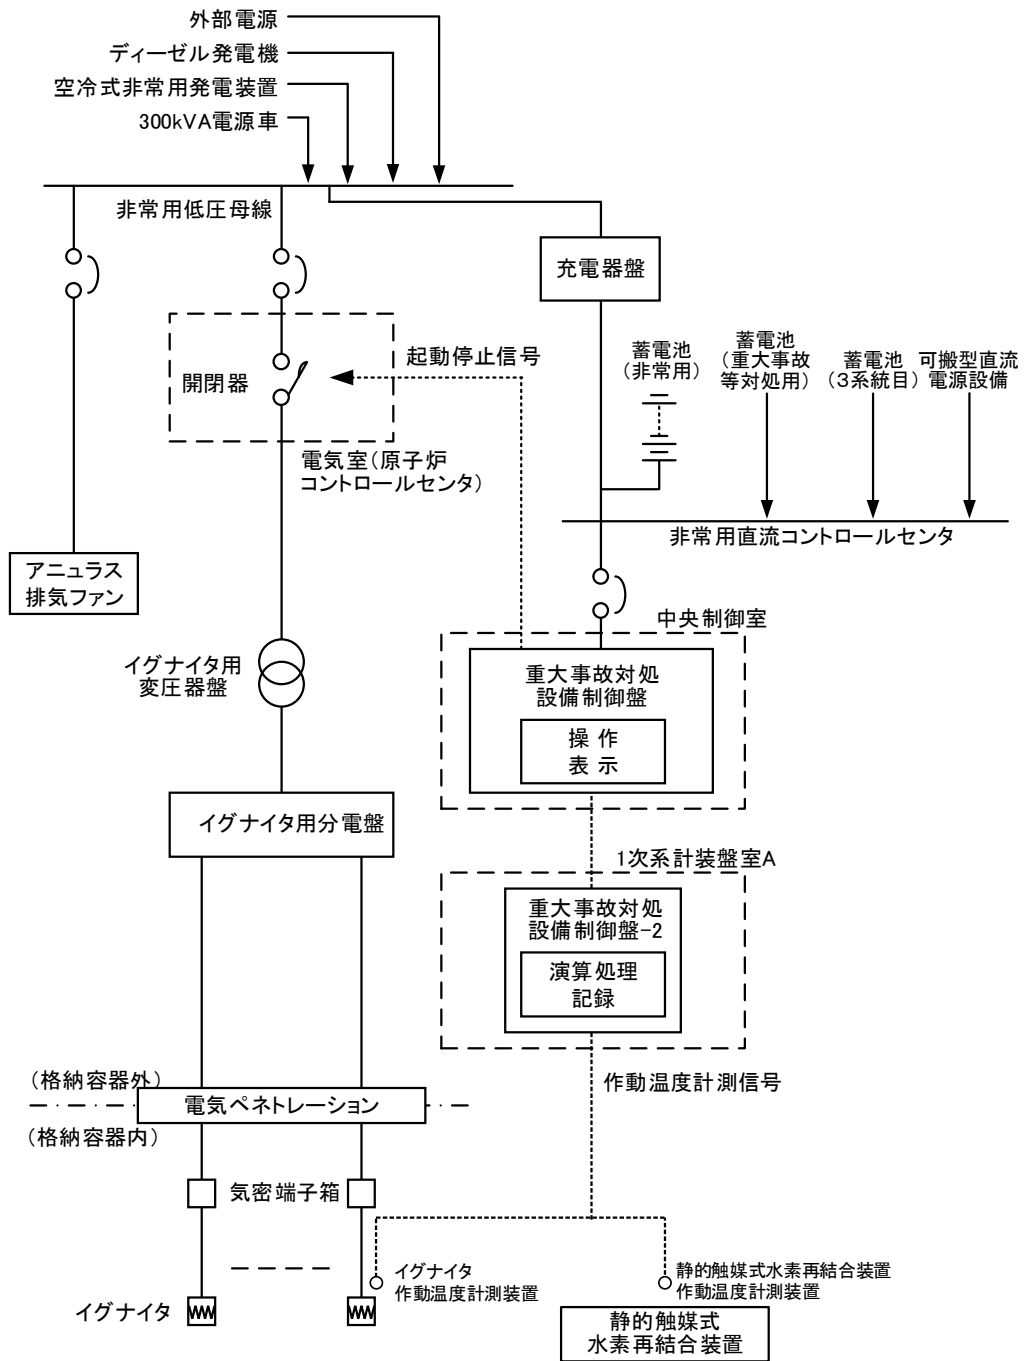 外部電源
ディーゼル発電機
空冷式非常用発電装置
300kVA電源車
非常用低圧母線
充電器盤
開閉器
起動停止信号
電気室(原子炉
コントロールセンタ)
蓄電池
(非常用)
蓄電池
(重大事故
等対処用)
蓄電池
(3系統目)
可搬型直流
電源設備
非常用直流コントロールセンタ
アニュラス
排気ファン
中央制御室
イグナイタ用
変圧器盤
重大事故対処
設備制御盤
操作
表示
イグナイタ用分電盤
1次系計装盤室A
重大事故対処
設備制御盤-2
演算処理
記録
作動温度計測信号
(格納容器外)
電気ペネトレーション
(格納容器内)
気密端子箱
イグナイタ
イグナイタ
作動温度計測装置
静的触媒式水素再結合装置
作動温度計測装置
静的触媒式
水素再結合装置